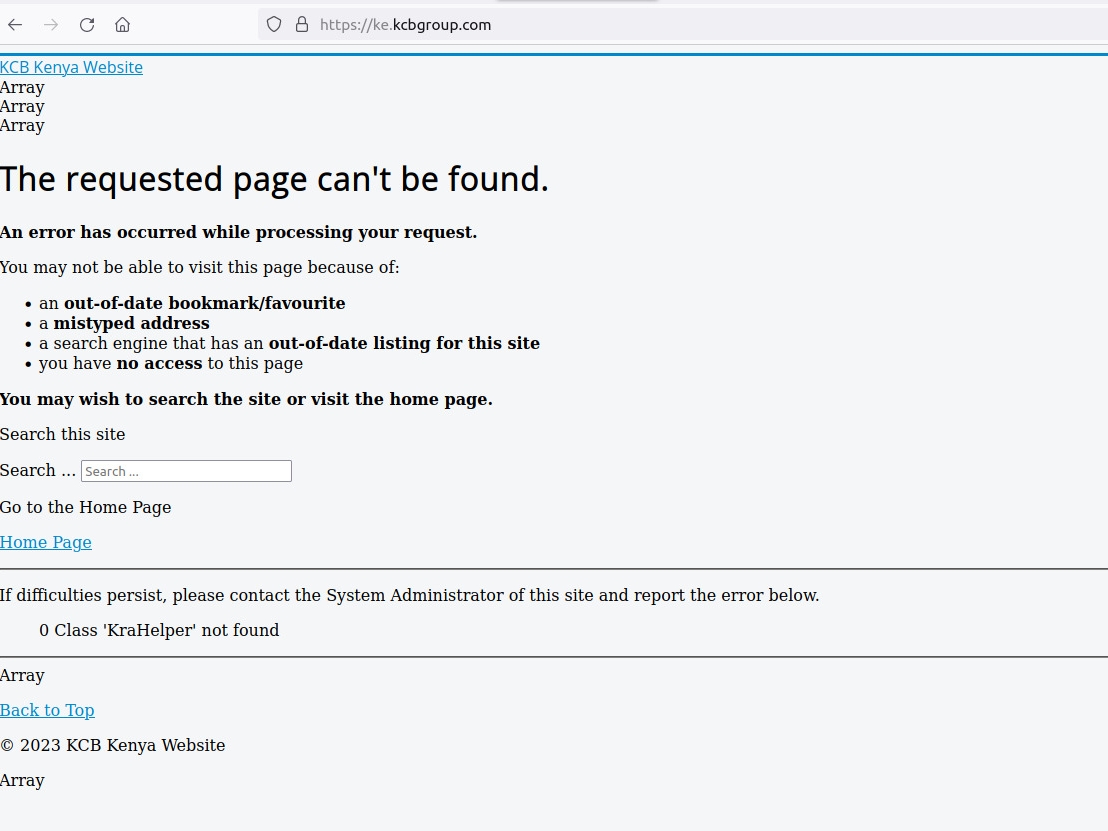 https://ke.kcbgroup.com
KCB Kenya Website
Array
Array
Array
The requested page can't be found.
An error has occurred while processing your request.
You may not be able to visit this page because of:
• an out-of-date bookmark/favourite
• a mistyped address
• a search engine that has an out-of-date listing for this site
• you have no access to this page
You may wish to search the site or visit the home page.
Search this site
Search ... Search ...
Go to the Home Page
Home Page
If difficulties persist, please contact the System Administrator of this site and report the error below.
0 Class 'KraHelper' not found
Array
Back to Top
© 2023 KCB Kenya Website
Array